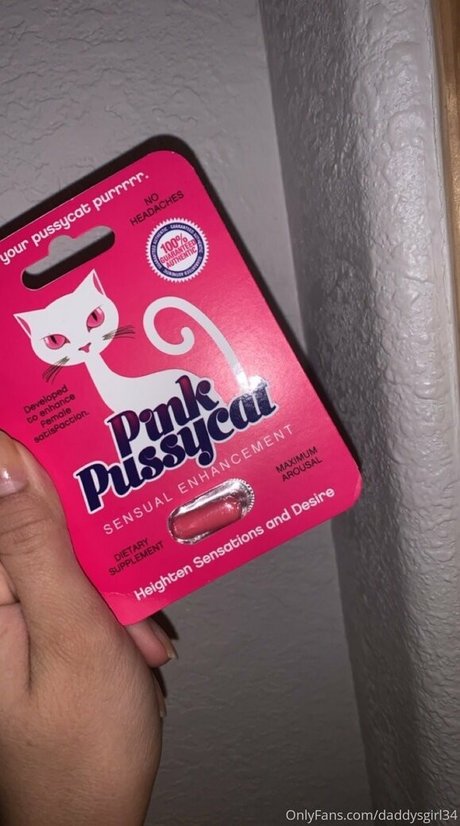 your pussycat purrrrr.
NO
HEADACHES
100%
GUARANTEED
AUTHENTIC
Developed
to enhance
Female
satisfaction.
Pink
Pussycat
SENSUAL ENHANCEMENT
MAXIMUM
AROUSAL
DIETARY
SUPPLEMENT
Heighten Sensations and Desire
OnlyFans.com/daddysgirl34